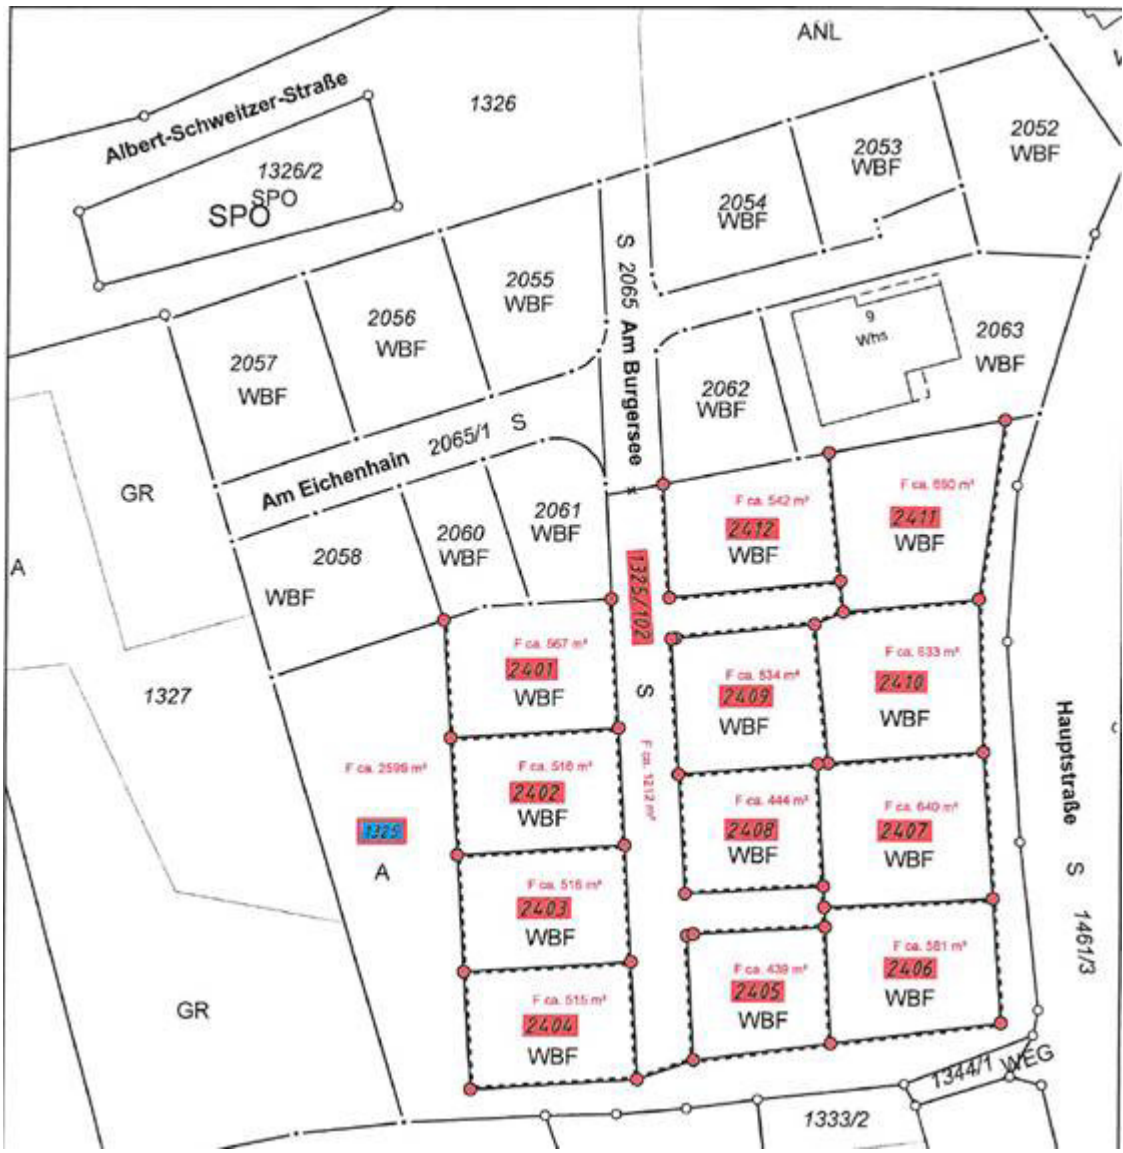 ANL
Albert-Schweitzer-Straße
1326
1326/2
SPO
SPO
2052
WBF
2053
WBF
2054
WBF
2055
WBF
S 2065 Am Burgersee
2056
WBF
2057
WBF
9
Whs
2063
WBF
2062
WBF
Am Eichenhain 2065/1 S
GR
A
2058
WBF
2060
WBF
2061
WBF
F ca. 542 m²
2412
WBF
2411
WBF
1325/102
F ca. 567 m²
2401
WBF
S
F ca. 534 m²
2409
WBF
F ca. 633 m²
2410
WBF
1327
F ca. 2599 m²
1325
A
F ca. 516 m²
2402
WBF
F ca. 1212 m²
F ca. 444 m²
2408
WBF
F ca. 640 m²
2407
WBF
Hauptstraße S 1461/3
F ca. 516 m²
2403
WBF
F ca. 439 m²
2405
WBF
F ca. 581 m²
2406
WBF
GR
F ca. 515 m²
2404
WBF
1344/1 WEG
1333/2